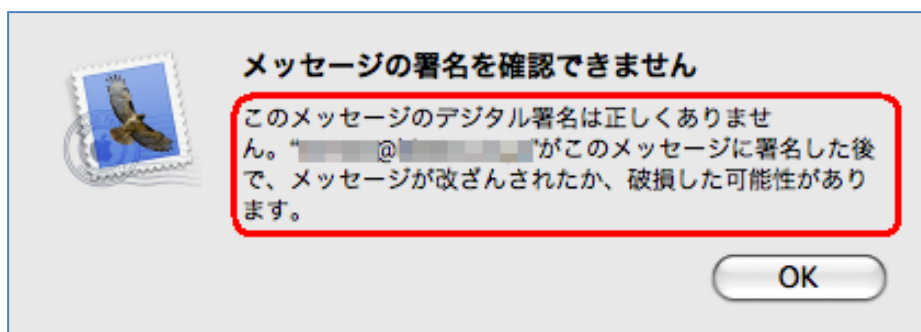 メッセージの署名を確認できません
このメッセージのデジタル署名は正しくありませ
ん。“@”がこのメッセージに署名した後
で、メッセージが改ざんされたか、破損した可能性があり
ます。
OK